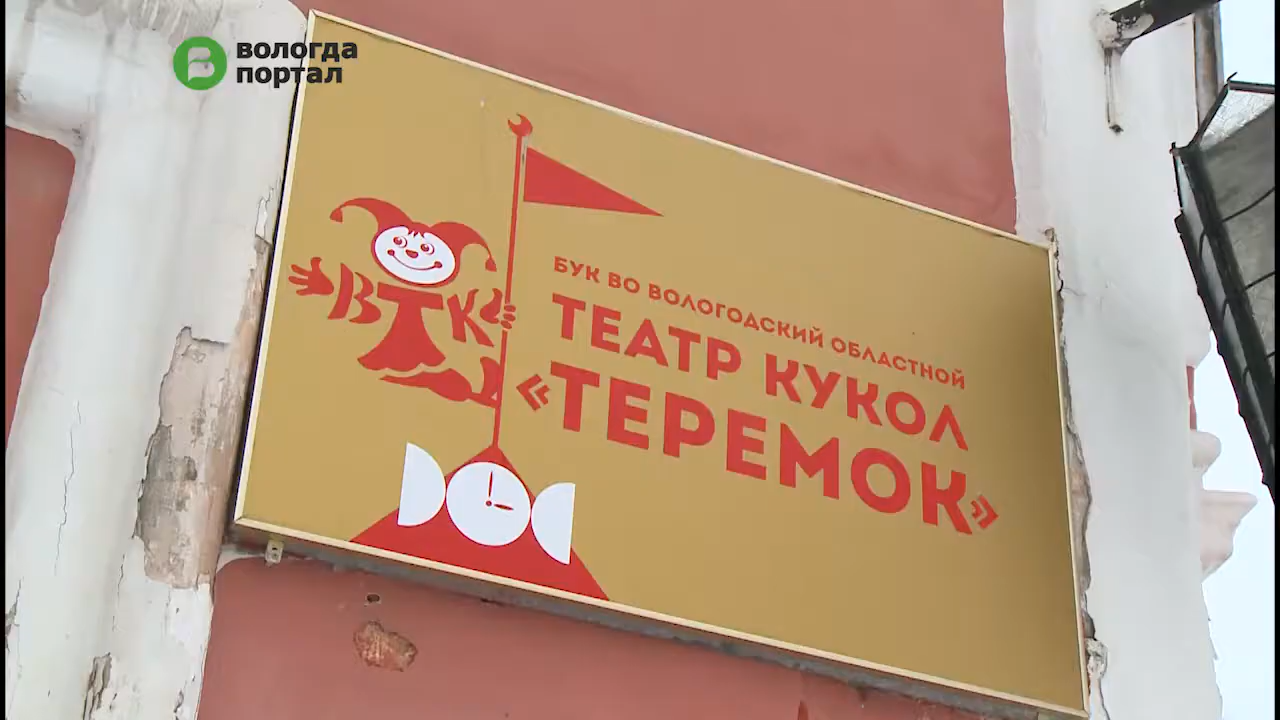 вологда
портал
ВТК
БУК ВО ВОЛОГОДСКИЙ ОБЛАСТНОЙ
ТЕАТР КУКОЛ
«ТЕРЕМОК»